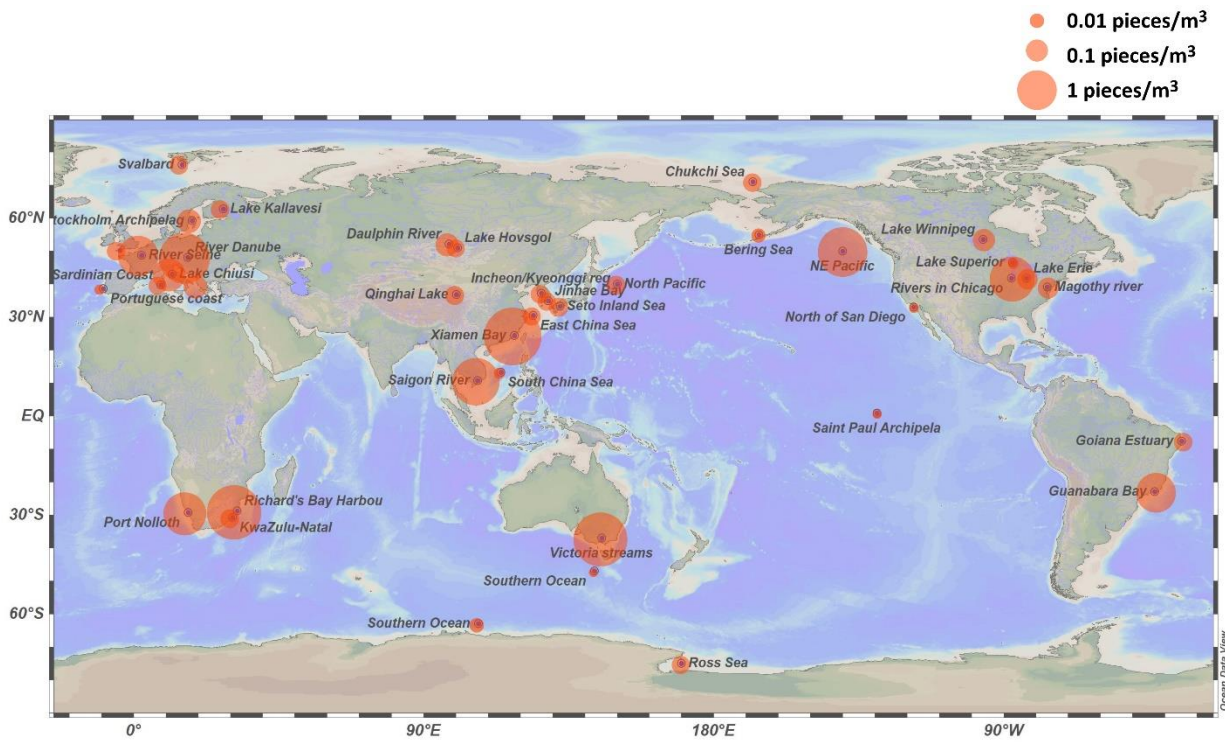 0.01 pieces/m³
0.1 pieces/m³
1 pieces/m³
Svalbard
Chukchi Sea
60°N
Lake Kallavesi
tockholm Archipelag
Daulphin River
Lake Hovsgol
Bering Sea
Lake Winnipeg
River Danube
River Seine
NE Pacific
Lake Superior
Lake Erie
Sardinian Coast
Lake Chiusi
Incheon/Kyeonggi reg
North Pacific
Jinhae Bay
Rivers in Chicago
Magothy river
Portuguese coast
Qinghai Lake
Seto Inland Sea
30°N
North of San Diego
East China Sea
Xiamen Bay
Saigon River
South China Sea
EQ
Saint Paul Archipela
Goiana Estuary
Guanabara Bay
Richard's Bay Harbou
30°S
Port Nolloth
KwaZulu-Natal
Victoria streams
Southern Ocean
60°S
Southern Ocean
Ross Sea
Ocean Data View
0°
90°E
180°E
90°W